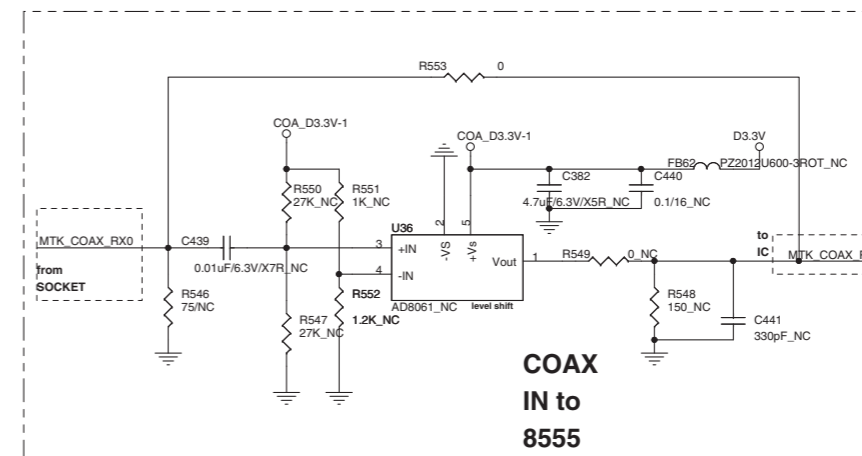 R553 0
COA_D3.3V-1
COA_D3.3V-1
D3.3V
FB62 PZ2012U600-3ROT_NC
R550
27K_NC
R551
1K_NC
C382
4.7uF/6.3V/X5R_NC
C440
0.1/16_NC
U36
2
5
-VS
+Vs
MTK_COAX_RX0
C439
0.01uF/6.3V/X7R_NC
3
+IN
4
-IN
Vout
1
R549 0_NC
to
IC
MTK_COAX_R
from
SOCKET
R546
75/NC
R547
27K_NC
R552
1.2K_NC
AD8061_NC
level shift
R548
150_NC
C441
330pF_NC
COAX
IN to
8555